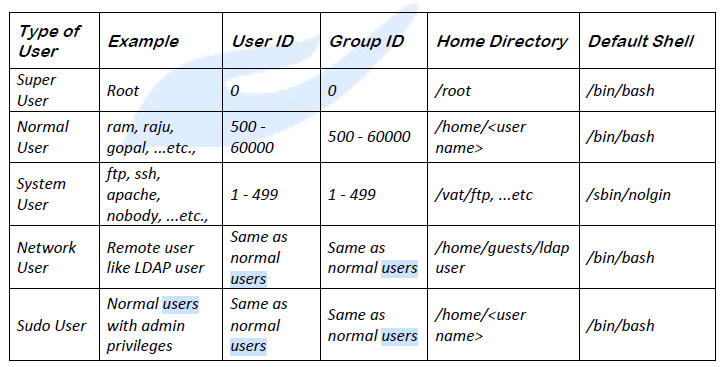 Type of User Example User ID Group ID Home Directory Default Shell
Super User Root 0 0 /root /bin/bash
Normal User ram, raju, gopal, ...etc., 500 - 60000 500 - 60000 /home/<user name> /bin/bash
System User ftp, ssh, apache, nobody, ...etc., 1 - 499 1 - 499 /vat/ftp, ...etc /sbin/nolgin
Network User Remote user like LDAP user Same as normal users Same as normal users /home/guests/ldap user /bin/bash
Sudo User Normal users with admin privileges Same as normal users Same as normal users /home/<user name> /bin/bash